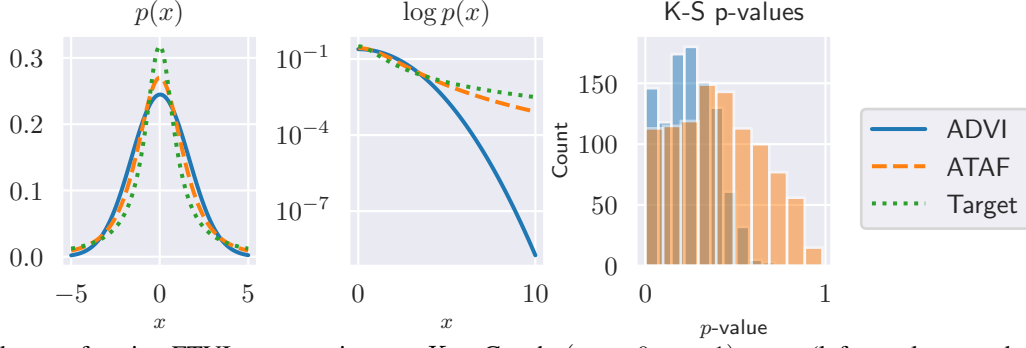 p(x)
0.3
0.2
0.1
0.0
−5
0
5
x
log p(x)
10⁻¹
10⁻⁴
10⁻⁷
0
10
x
K-S p-values
Count
150
100
50
0
0
1
p-value
ADVI
ATAF
Target